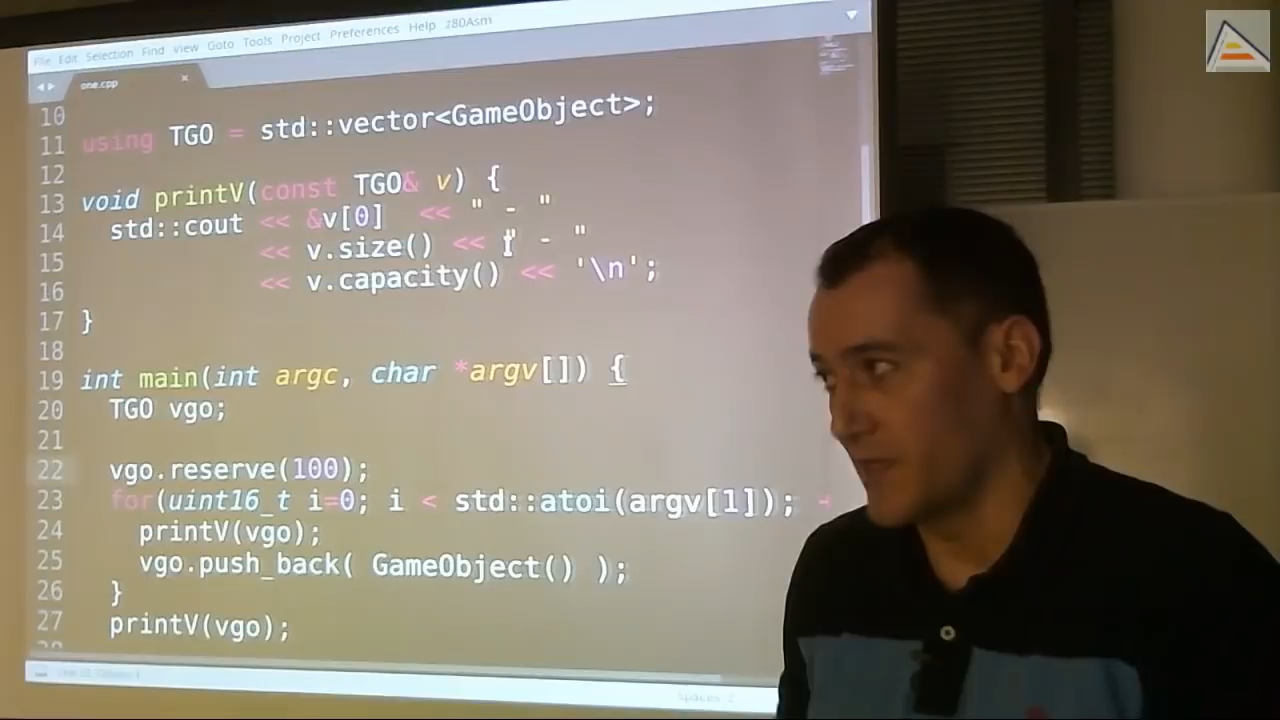 File Edit Selection Find View Goto Tools Project Preferences Help z80Asm
one.cpp
10
11 using TGO = std::vector<GameObject>;
12
13 void printV(const TGO& v) {
14 std::cout << &v[0] << " - "
15 << v.size() << " - "
16 << v.capacity() << '\n';
17 }
18
19 int main(int argc, char *argv[]) {
20 TGO vgo;
21
22 vgo.reserve(100);
23 for(uint16_t i=0; i < std::atoi(argv[1]);
24 printV(vgo);
25 vgo.push_back( GameObject() );
26 }
27 printV(vgo);
Spaces 2